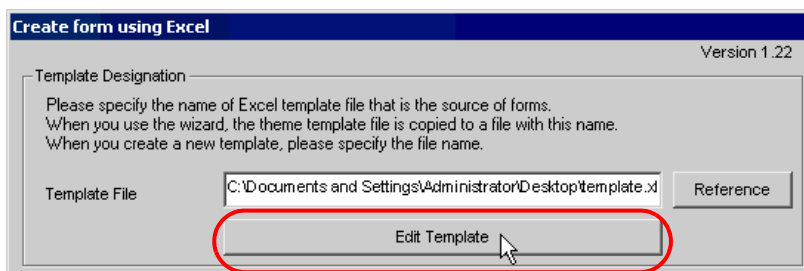 Create form using Excel
Version 1.22
Template Designation
Please specify the name of Excel template file that is the source of forms.
When you use the wizard, the theme template file is copied to a file with this name.
When you create a new template, please specify the file name.
Template File C:\Documents and Settings\Administrator\Desktop\template.xl Reference
Edit Template